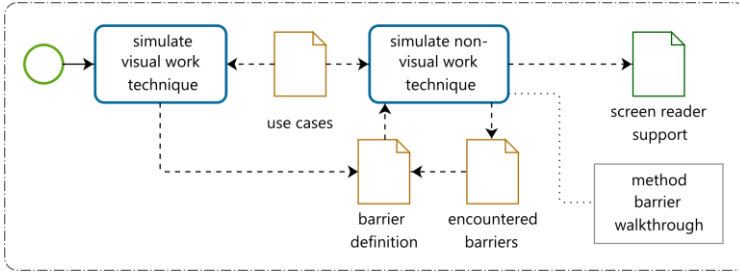 simulate
visual work
technique
use cases
simulate non-
visual work
technique
screen reader
support
barrier
definition
encountered
barriers
method
barrier
walkthrough